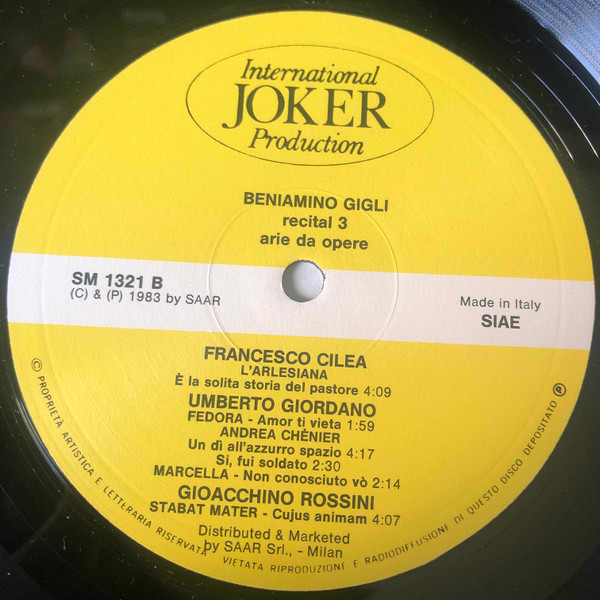 International
JOKER
Production
BENIAMINO GIGLI
recital 3
arie da opere
SM 1321 B
(C) & (P) 1983 by SAAR
Made in Italy
SIAE
FRANCESCO CILEA
L'ARLESIANA
È la solita storia del pastore 4:09
UMBERTO GIORDANO
FEDORA - Amor ti vieta 1:59
ANDREA CHÉNIER
Un dì all'azzurro spazio 4:17
Si, fui soldato 2:30
MARCELLA - Non conosciuto vò 2:14
GIOACCHINO ROSSINI
STABAT MATER - Cujus animam 4:07
Distributed & Marketed
by SAAR Srl., - Milan
© PROPRIETÀ ARTISTICA E LETTERARIA RISERVATA VIETATA RIPRODUZIONE E RADIODIFFUSIONE DI QUESTO DISCO DEPOSITATO ℗